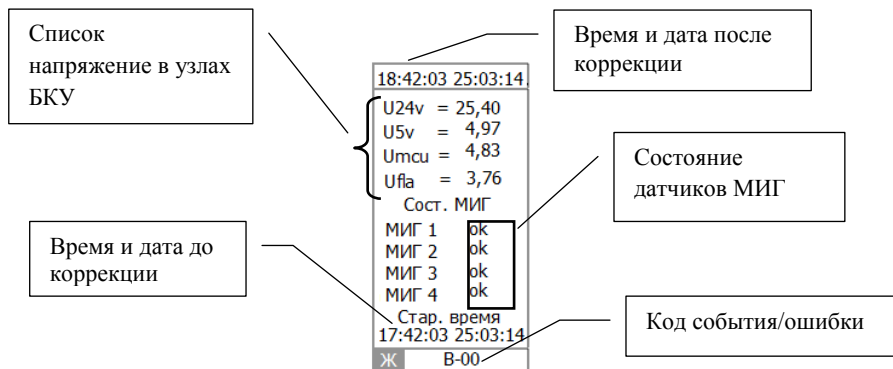 Список
напряжение в узлах
БКУ
Время и дата после
коррекции
18:42:03 25:03:14.
U24v = 25,40
U5v = 4,97
Umcu = 4,83
Ufla = 3,76
Сост. МИГ
МИГ 1 ok
МИГ 2 ok
МИГ 3 ok
МИГ 4 ok
Стар. время
17:42:03 25:03:14
Ж B-00
Состояние
датчиков МИГ
Время и дата до
коррекции
Код события/ошибки